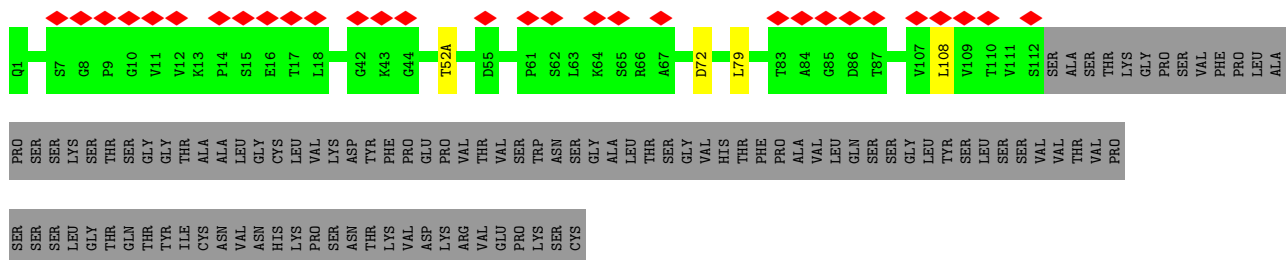 Q1 S7 G8 P9 G10 V11 V12 K13 P14 S15 E16 T17 L18 G42 K43 G44 T52A D55 P61 S62 L63 K64 S65 R66 A67 D72 L79 T83 A84 G85 D86 T87 V107 L108 V109 T110 V111 S112 SER ALA SER THR LYS GLY PRO SER VAL PHE PRO LEU ALA
PRO SER SER LYS SER THR SER GLY GLY THR ALA ALA LEU GLY CYS LEU VAL LYS ASP TYR PHE PRO GLU PRO VAL THR VAL SER TRP ASN SER GLY ALA LEU THR SER GLY VAL HIS THR PHE PRO ALA VAL LEU GLN SER SER GLY LEU TYR SER LEU SER SER VAL VAL THR VAL PRO
SER SER SER LEU GLY THR GLN THR TYR ILE CYS ASN VAL ASN HIS LYS PRO SER ASN THR LYS VAL ASP LYS ARG VAL GLU PRO LYS SER CYS